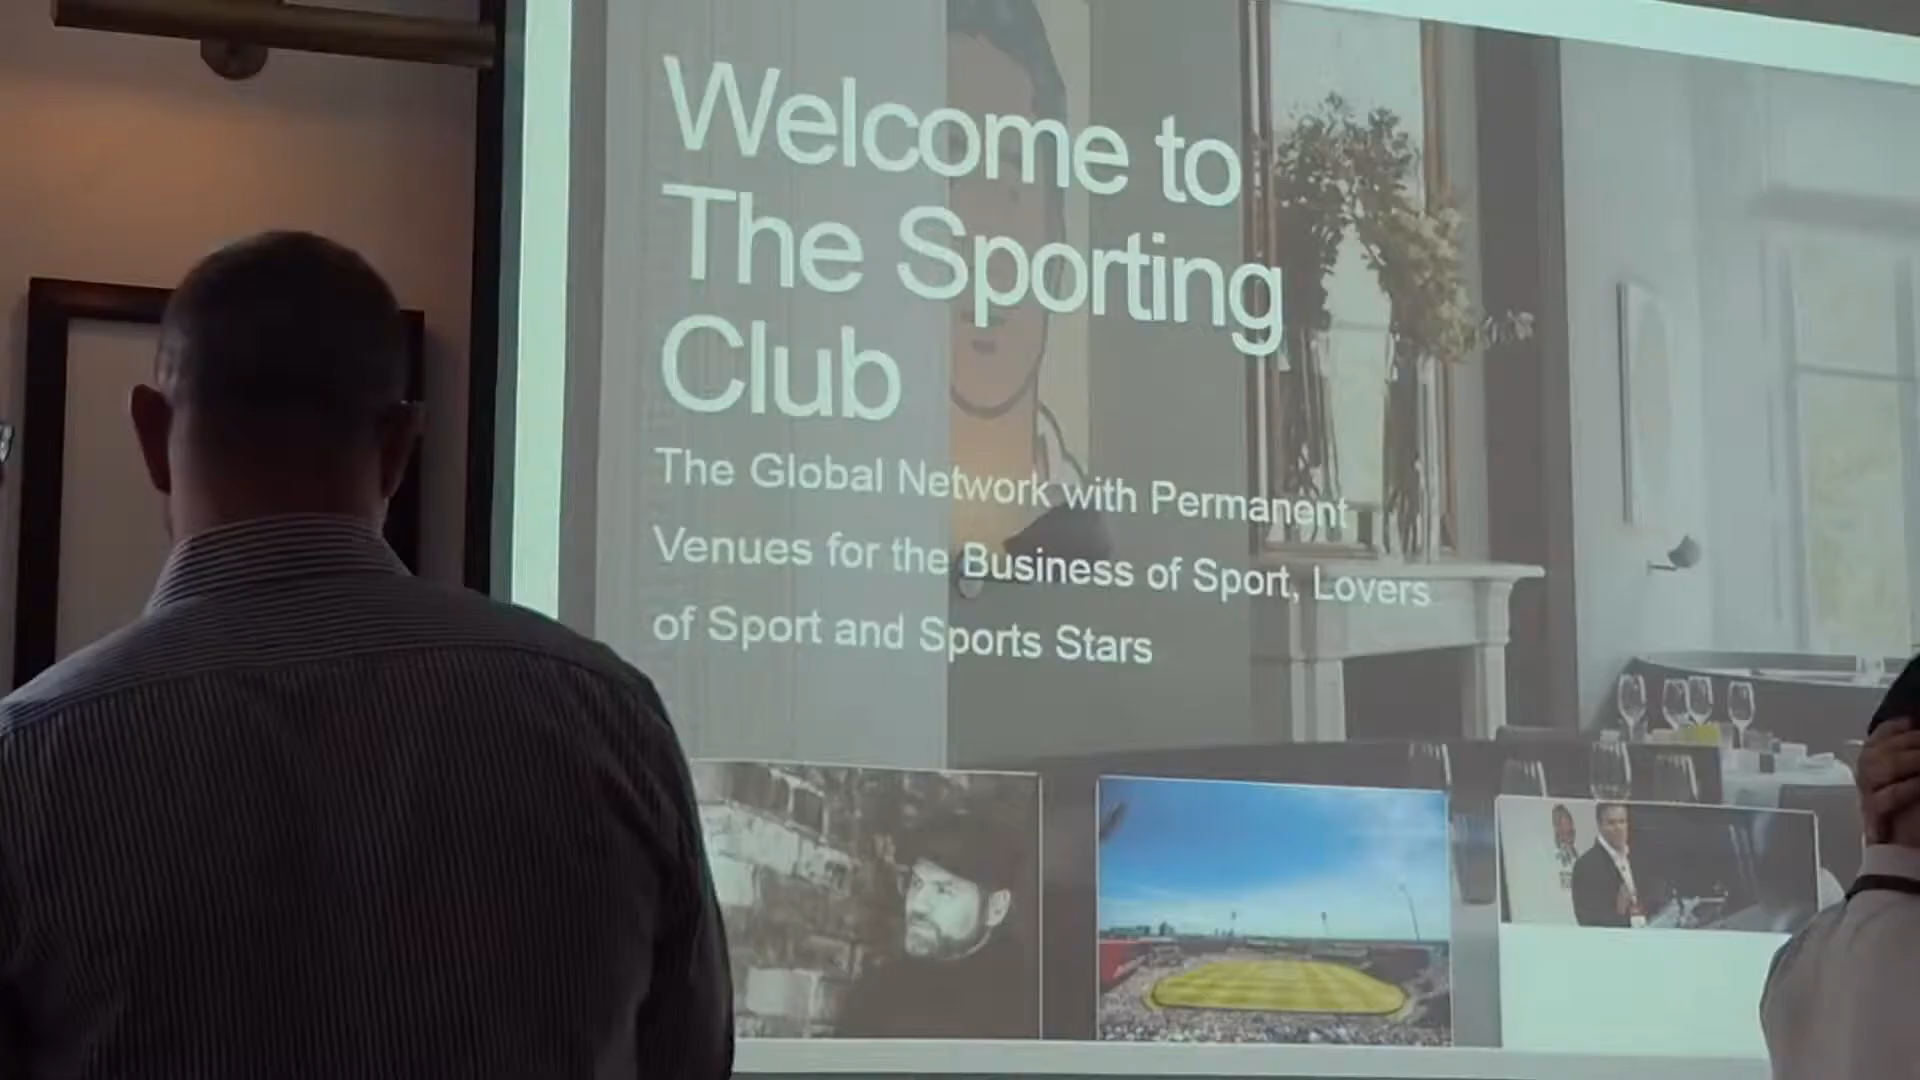 Welcome to
The Sporting
Club
The Global Network with Permanent
Venues for the Business of Sport, Lovers
of Sport and Sports Stars